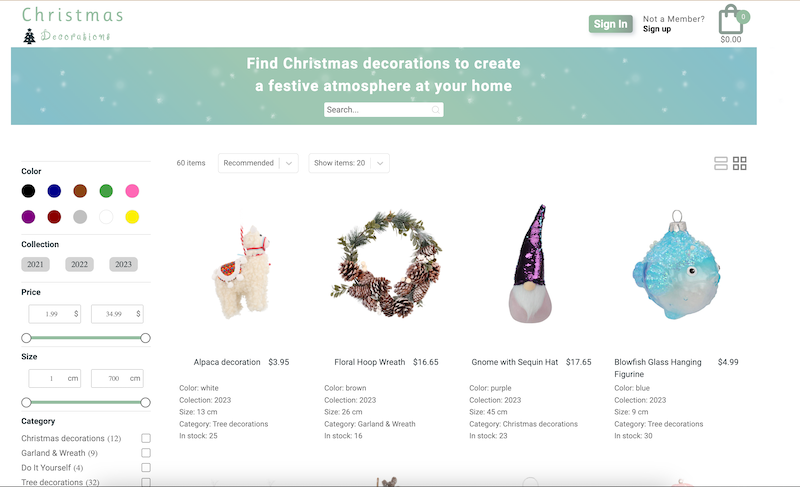 Christmas
Decorations
Sign In
Not a Member?
Sign up
0
$0.00
Find Christmas decorations to create
a festive atmosphere at your home
Search...
Color
Collection
2021 2022 2023
Price
1.99 $ 34.99 $
Size
1 cm 700 cm
Category
Christmas decorations (12)
Garland & Wreath (9)
Do It Yourself (4)
Tree decorations (32)
60 items Recommended Show items: 20
Alpaca decoration $3.95
Color: white
Colection: 2023
Size: 13 cm
Category: Tree decorations
In stock: 25
Floral Hoop Wreath $16.65
Color: brown
Colection: 2023
Size: 26 cm
Category: Garland & Wreath
In stock: 16
Gnome with Sequin Hat $17.65
Color: purple
Colection: 2023
Size: 45 cm
Category: Christmas decorations
In stock: 23
Blowfish Glass Hanging $4.99
Figurine
Color: blue
Colection: 2023
Size: 9 cm
Category: Tree decorations
In stock: 30